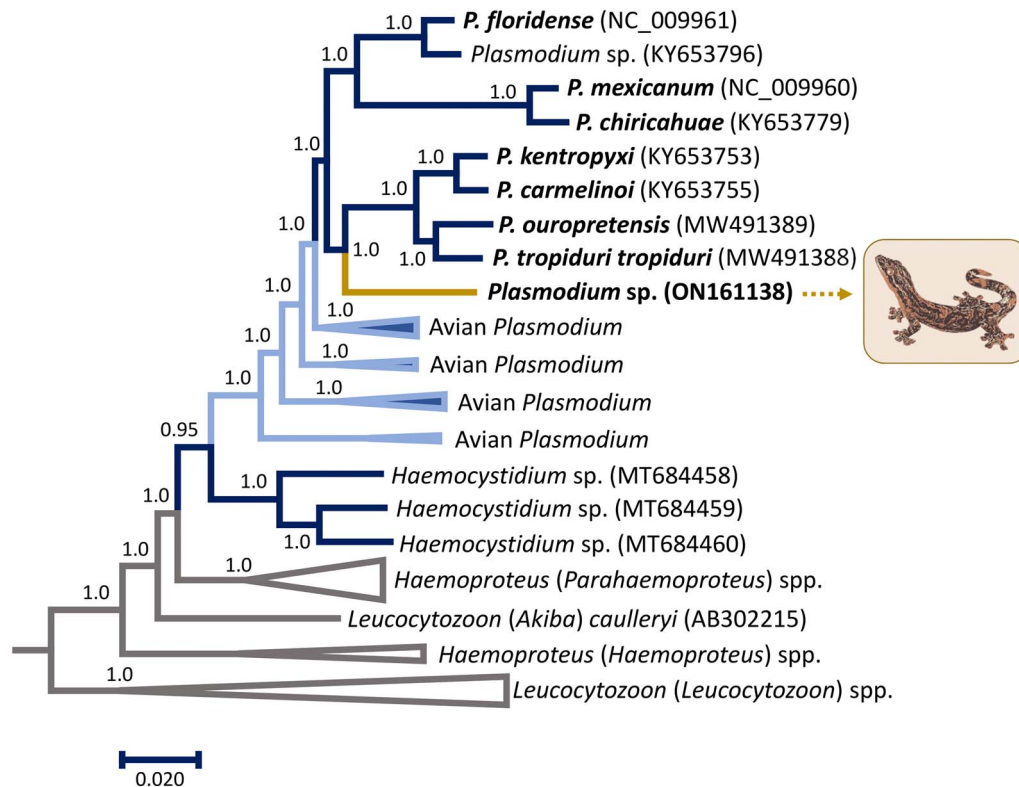 1.0
P. floridense (NC_009961)
1.0
Plasmodium sp. (KY653796)
1.0
P. mexicanum (NC_009960)
1.0
P. chiricahuae (KY653779)
1.0
P. kentropyxi (KY653753)
1.0
1.0
P. carmelinoi (KY653755)
1.0
P. ouropretensis (MW491389)
1.0
1.0
1.0
P. tropiduri tropiduri (MW491388)
Plasmodium sp. (ON161138)
1.0
1.0
Avian Plasmodium
1.0
Avian Plasmodium
1.0
1.0
Avian Plasmodium
0.95
Avian Plasmodium
1.0
Haemocystidium sp. (MT684458)
1.0
Haemocystidium sp. (MT684459)
1.0
Haemocystidium sp. (MT684460)
1.0
1.0
Haemoproteus (Parahaemoproteus) spp.
1.0
Leucocytozoon (Akiba) caulleryi (AB302215)
Haemoproteus (Haemoproteus) spp.
1.0
Leucocytozoon (Leucocytozoon) spp.
0.020